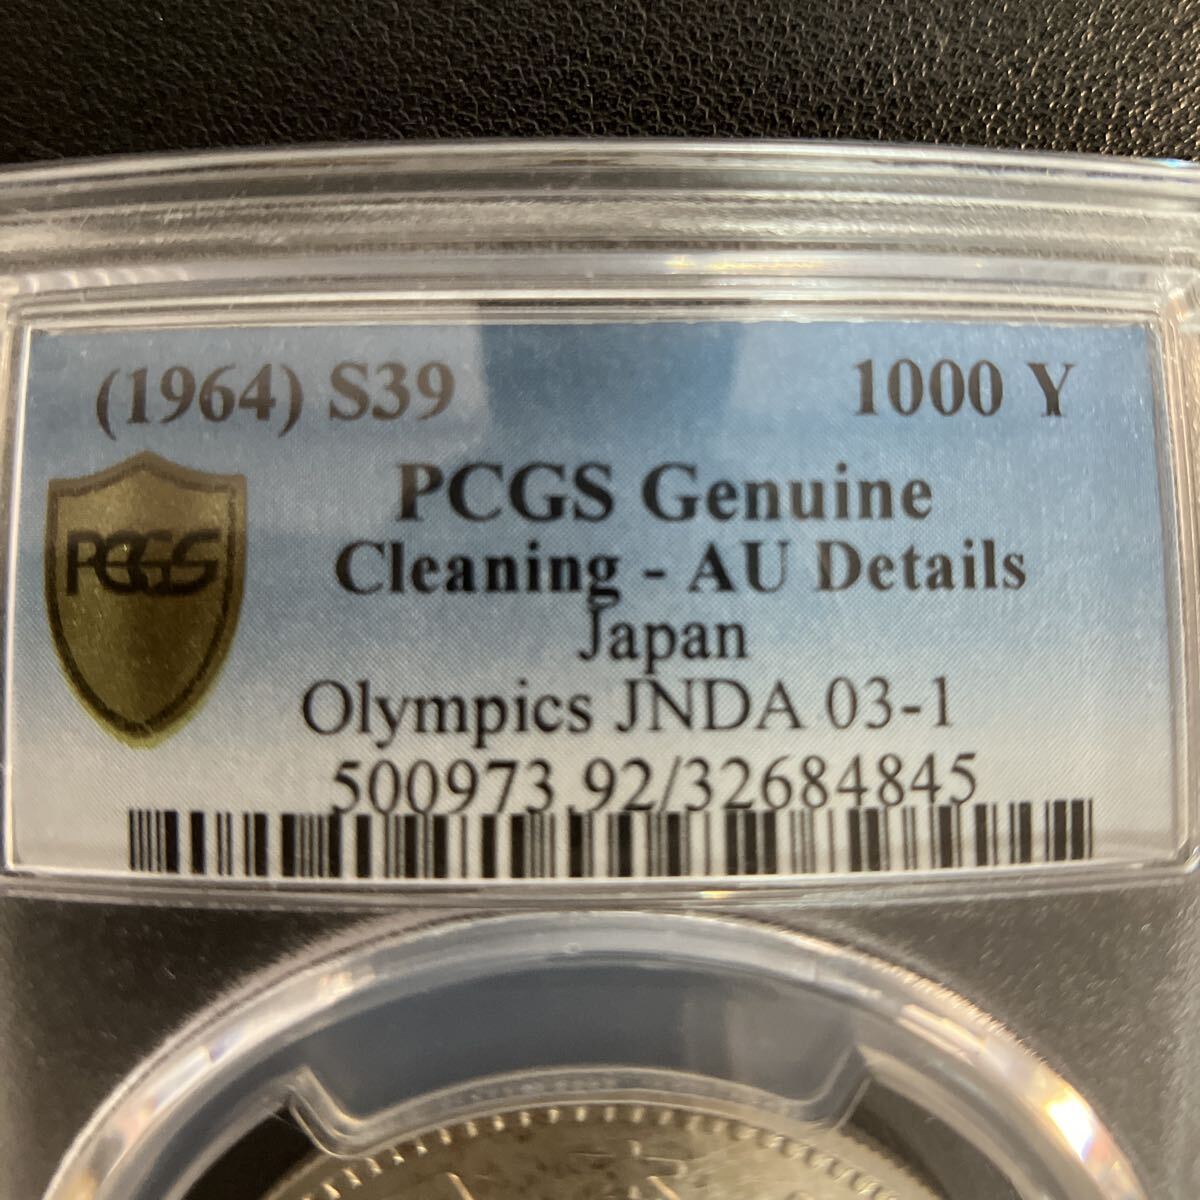 (1964) S39 1000 Y
PCGS
PCGS Genuine
Cleaning - AU Details
Japan
Olympics JNDA 03-1
500973.92/32684845